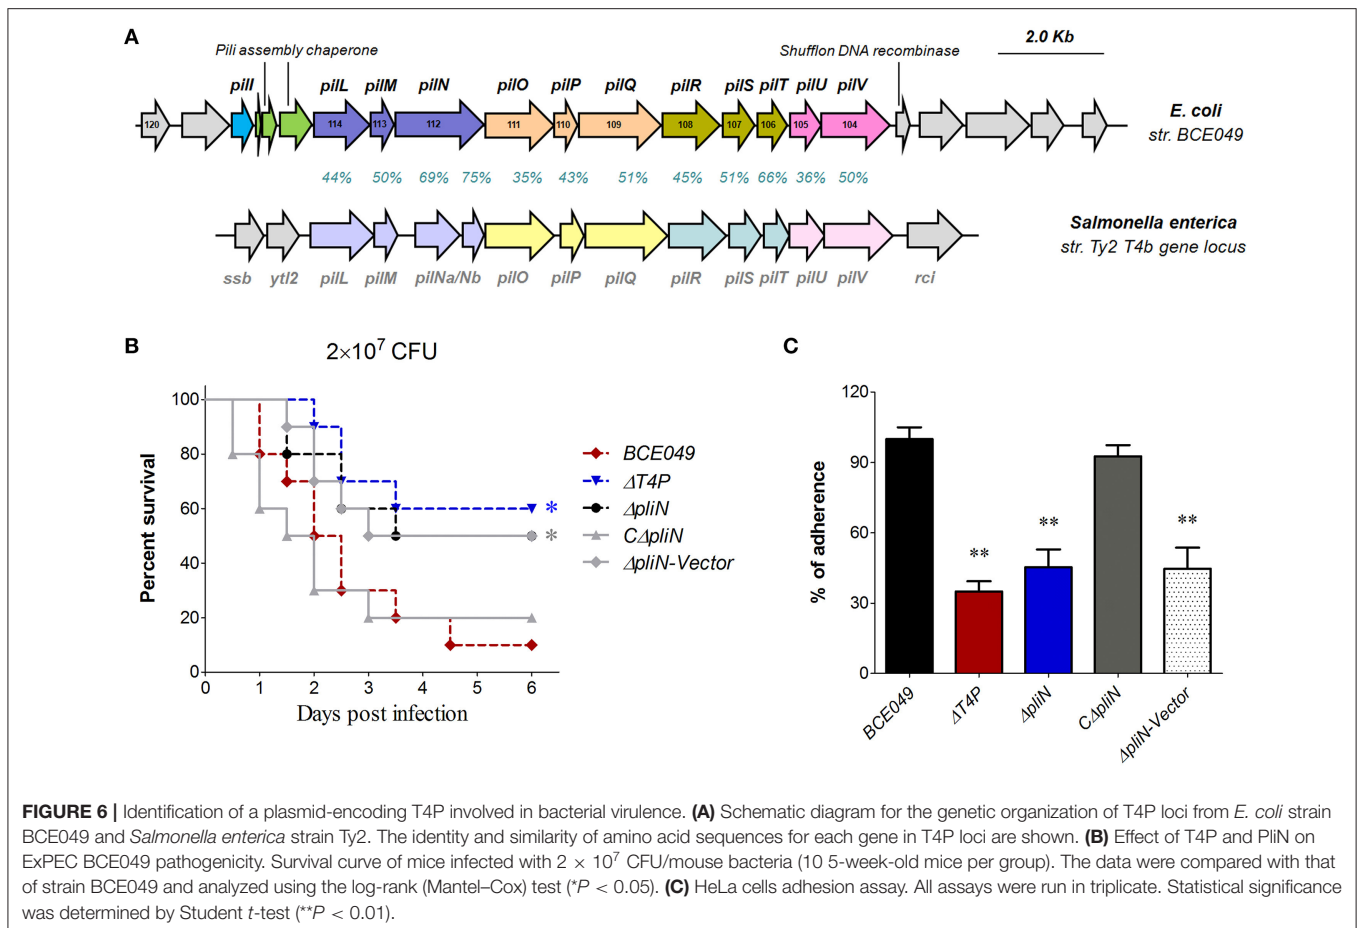 A
Pili assembly chaperone
Shufflon DNA recombinase
2.0 Kb
pilI pilL pilM pilN pilO pilP pilQ pilR pilS pilT pilU pilV
120 114 113 112 111 110 109 108 107 106 105 104
E. coli
str. BCE049
44% 50% 69% 75% 35% 43% 51% 45% 51% 66% 36% 50%
Salmonella enterica
str. Ty2 T4b gene locus
ssb ytl2 pilL pilM pilNa/Nb pilO pilP pilQ pilR pilS pilT pilU pilV rci
B
2×10⁷ CFU
Percent survival
100
80
60
40
20
0
0 1 2 3 4 5 6
Days post infection
*
*
BCE049
ΔT4P
ΔpliN
CΔpliN
ΔpliN-Vector
C
% of adherence
120
90
60
30
0
** ** **
BCE049 ΔT4P ΔpliN CΔpliN ΔpliN-Vector
FIGURE 6 | Identification of a plasmid-encoding T4P involved in bacterial virulence. (A) Schematic diagram for the genetic organization of T4P loci from E. coli strain
BCE049 and Salmonella enterica strain Ty2. The identity and similarity of amino acid sequences for each gene in T4P loci are shown. (B) Effect of T4P and PliN on
ExPEC BCE049 pathogenicity. Survival curve of mice infected with 2 × 10⁷ CFU/mouse bacteria (10 5-week-old mice per group). The data were compared with that
of strain BCE049 and analyzed using the log-rank (Mantel–Cox) test (*P < 0.05). (C) HeLa cells adhesion assay. All assays were run in triplicate. Statistical significance
was determined by Student t-test (**P < 0.01).